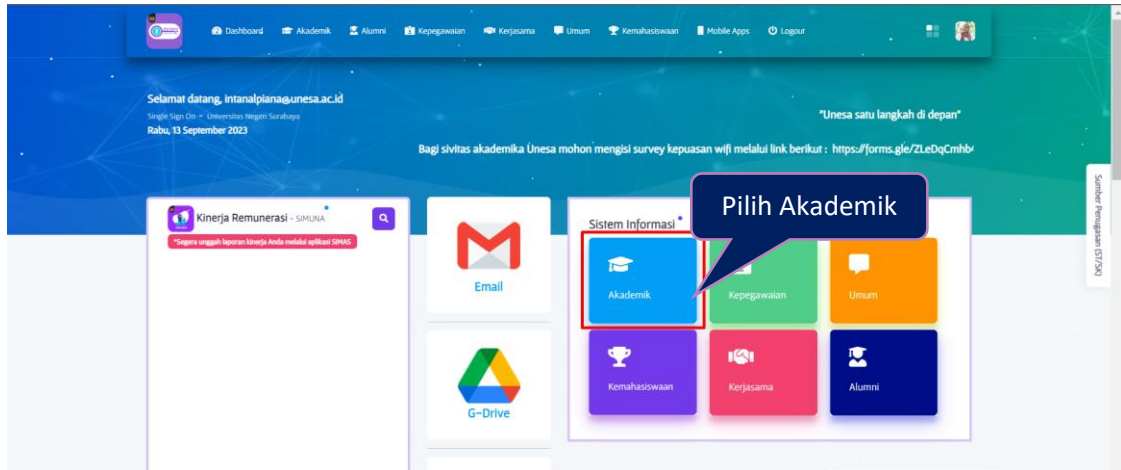 Dashboard Akademik Alumni Kepegawaian Kerjasama Umum Kemahasiswaan Mobile Apps Logout
Selamat datang, intanalpiana@unesa.ac.id
Single Sign On - Universitas Negeri Surabaya
Rabu, 13 September 2023
"Unesa satu langkah di depan"
Bagi sivitas akademika Unesa mohon mengisi survey kepuasan wifi melalui link berikut : https://forms.gle/ZLeDqCmhb
Sumber Penugasan (ST/SK)
Kinerja Remunerasi - SIMUNA
*Segera unggah laporan kinerja Anda melalui aplikasi SIMAS
Email
G-Drive
Sistem Informasi
Pilih Akademik
Akademik
Kepegawaian
Umum
Kemahasiswaan
Kerjasama
Alumni